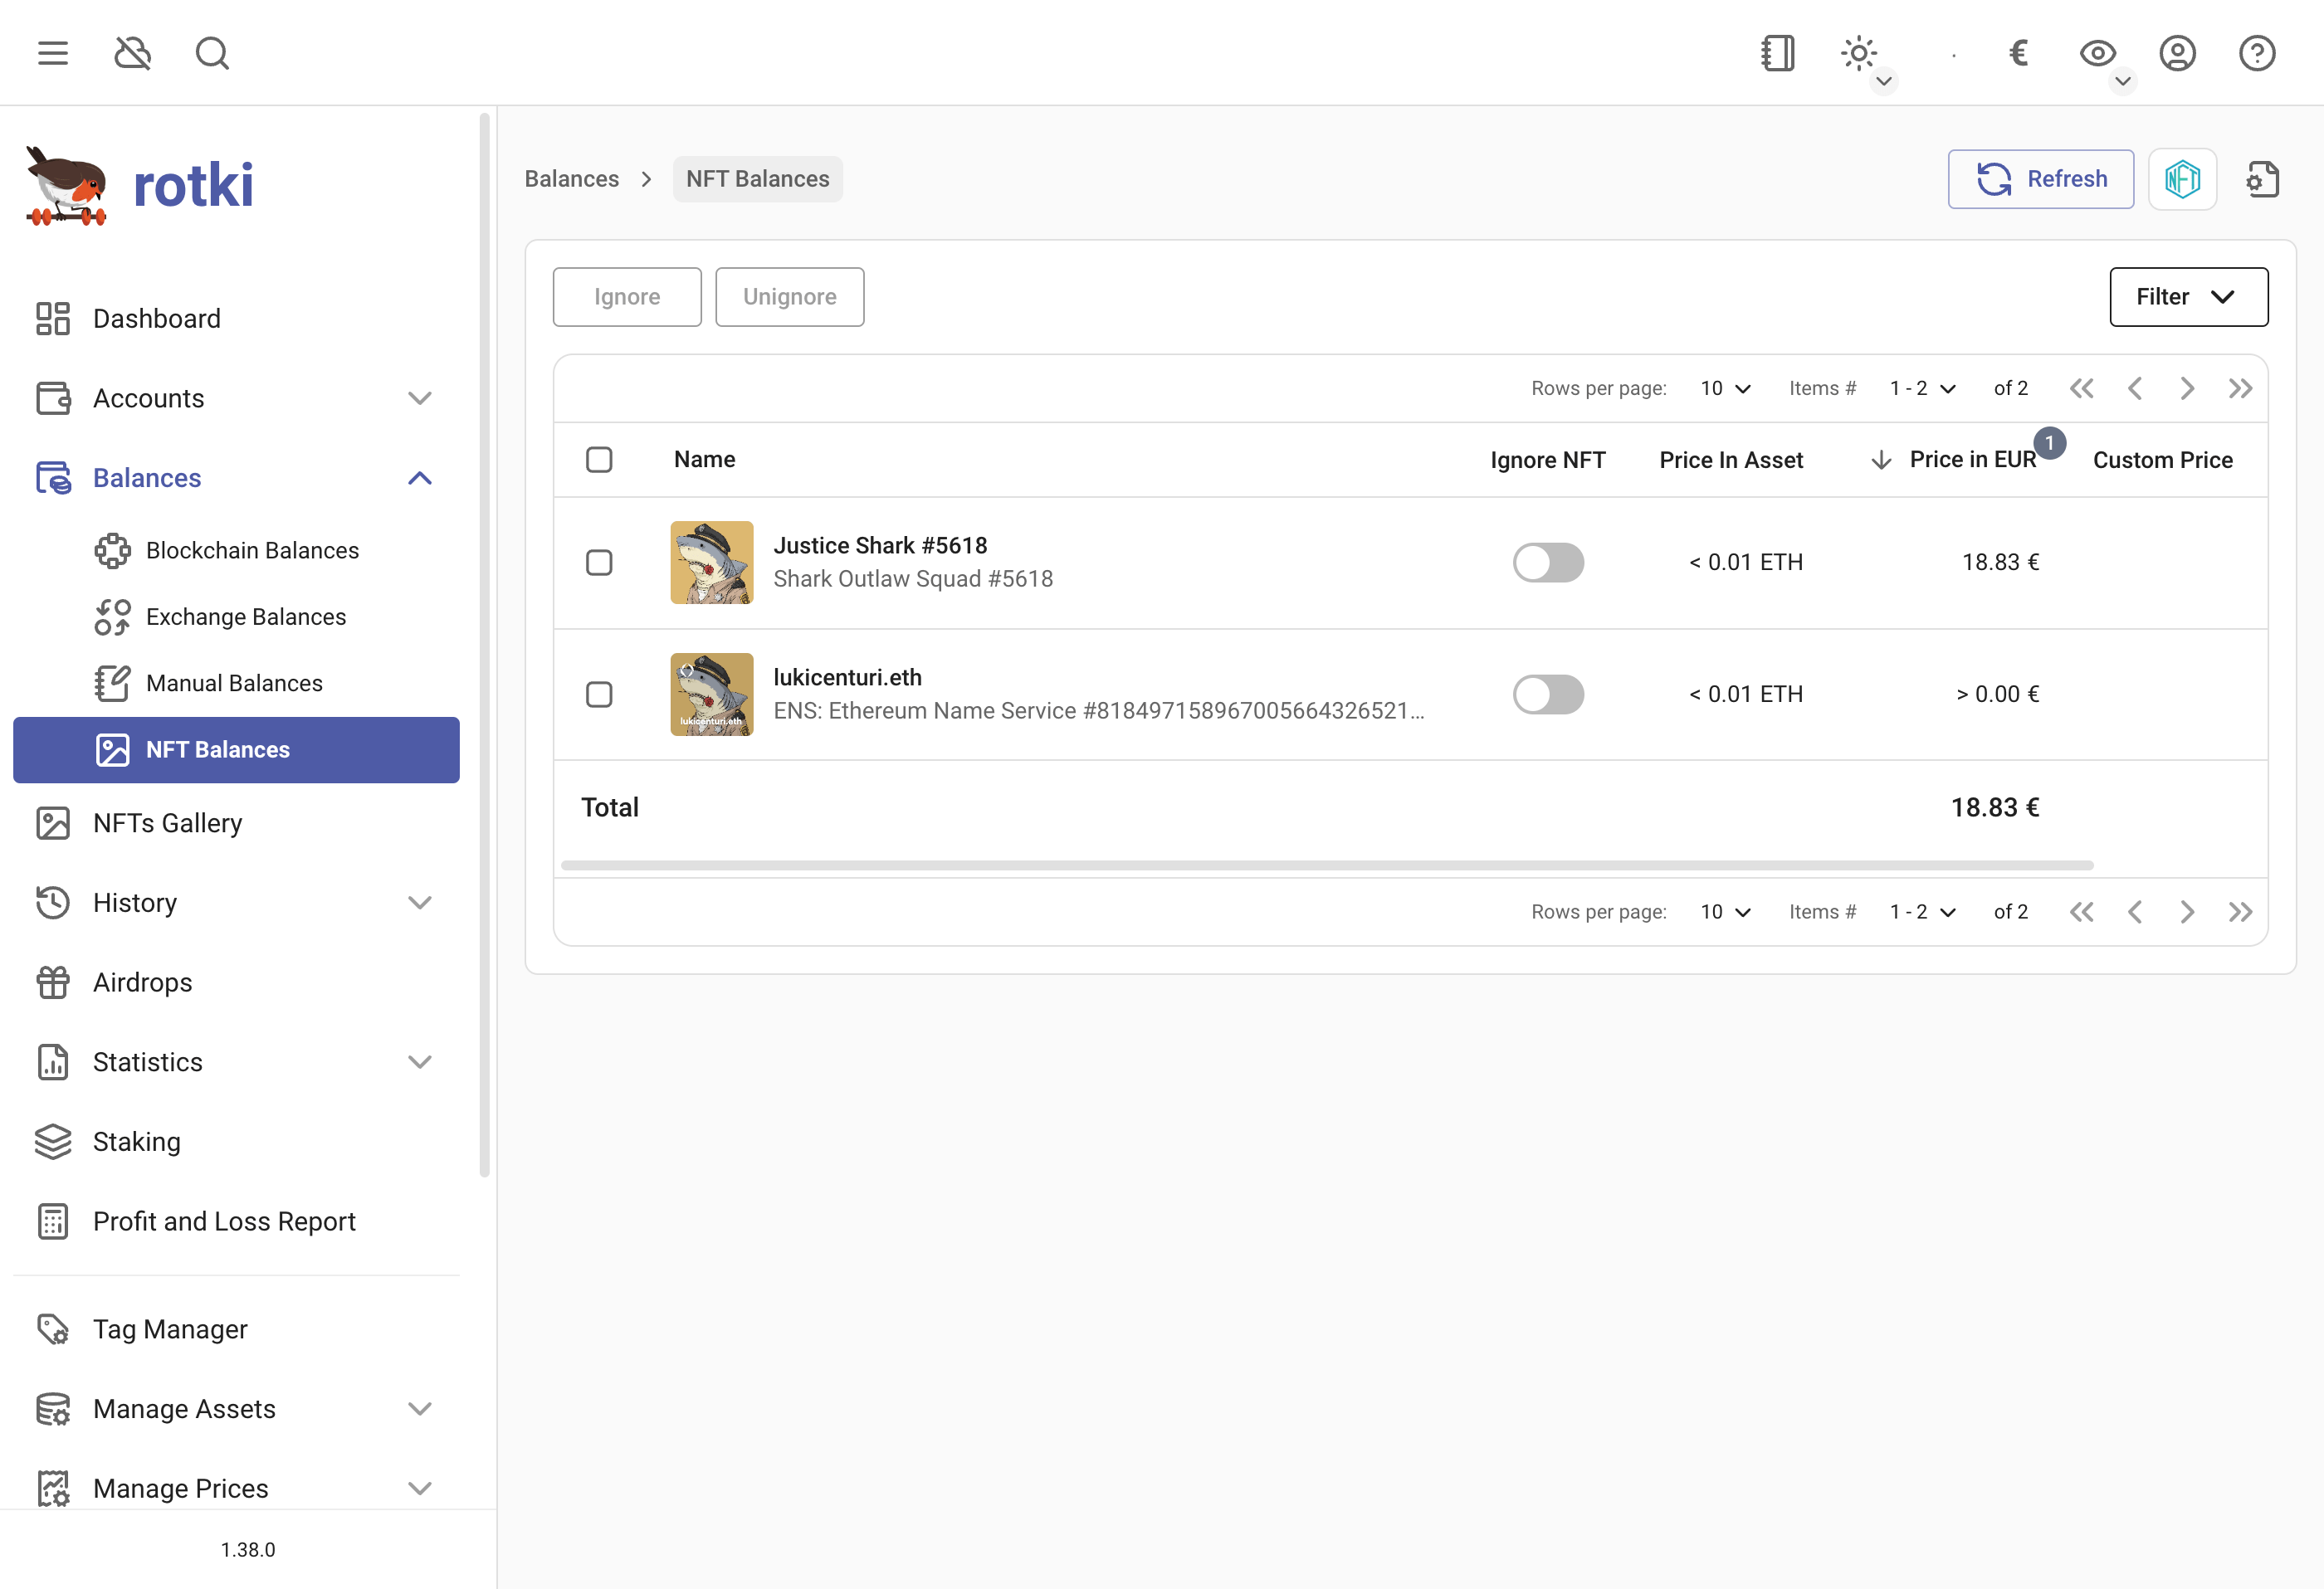 €
rotki
Dashboard
Accounts
Balances
Blockchain Balances
Exchange Balances
Manual Balances
NFT Balances
NFTs Gallery
History
Airdrops
Statistics
Staking
Profit and Loss Report
Tag Manager
Manage Assets
Manage Prices
1.38.0
Balances > NFT Balances
Refresh
NFT
Ignore
Unignore
Filter
Rows per page: 10 Items # 1 - 2 of 2
Name Ignore NFT Price In Asset Price in EUR 1 Custom Price
Justice Shark #5618
Shark Outlaw Squad #5618
< 0.01 ETH 18.83 €
lukicenturi.eth
lukicenturi.eth
ENS: Ethereum Name Service #818497158967005664326521...
< 0.01 ETH > 0.00 €
Total 18.83 €
Rows per page: 10 Items # 1 - 2 of 2